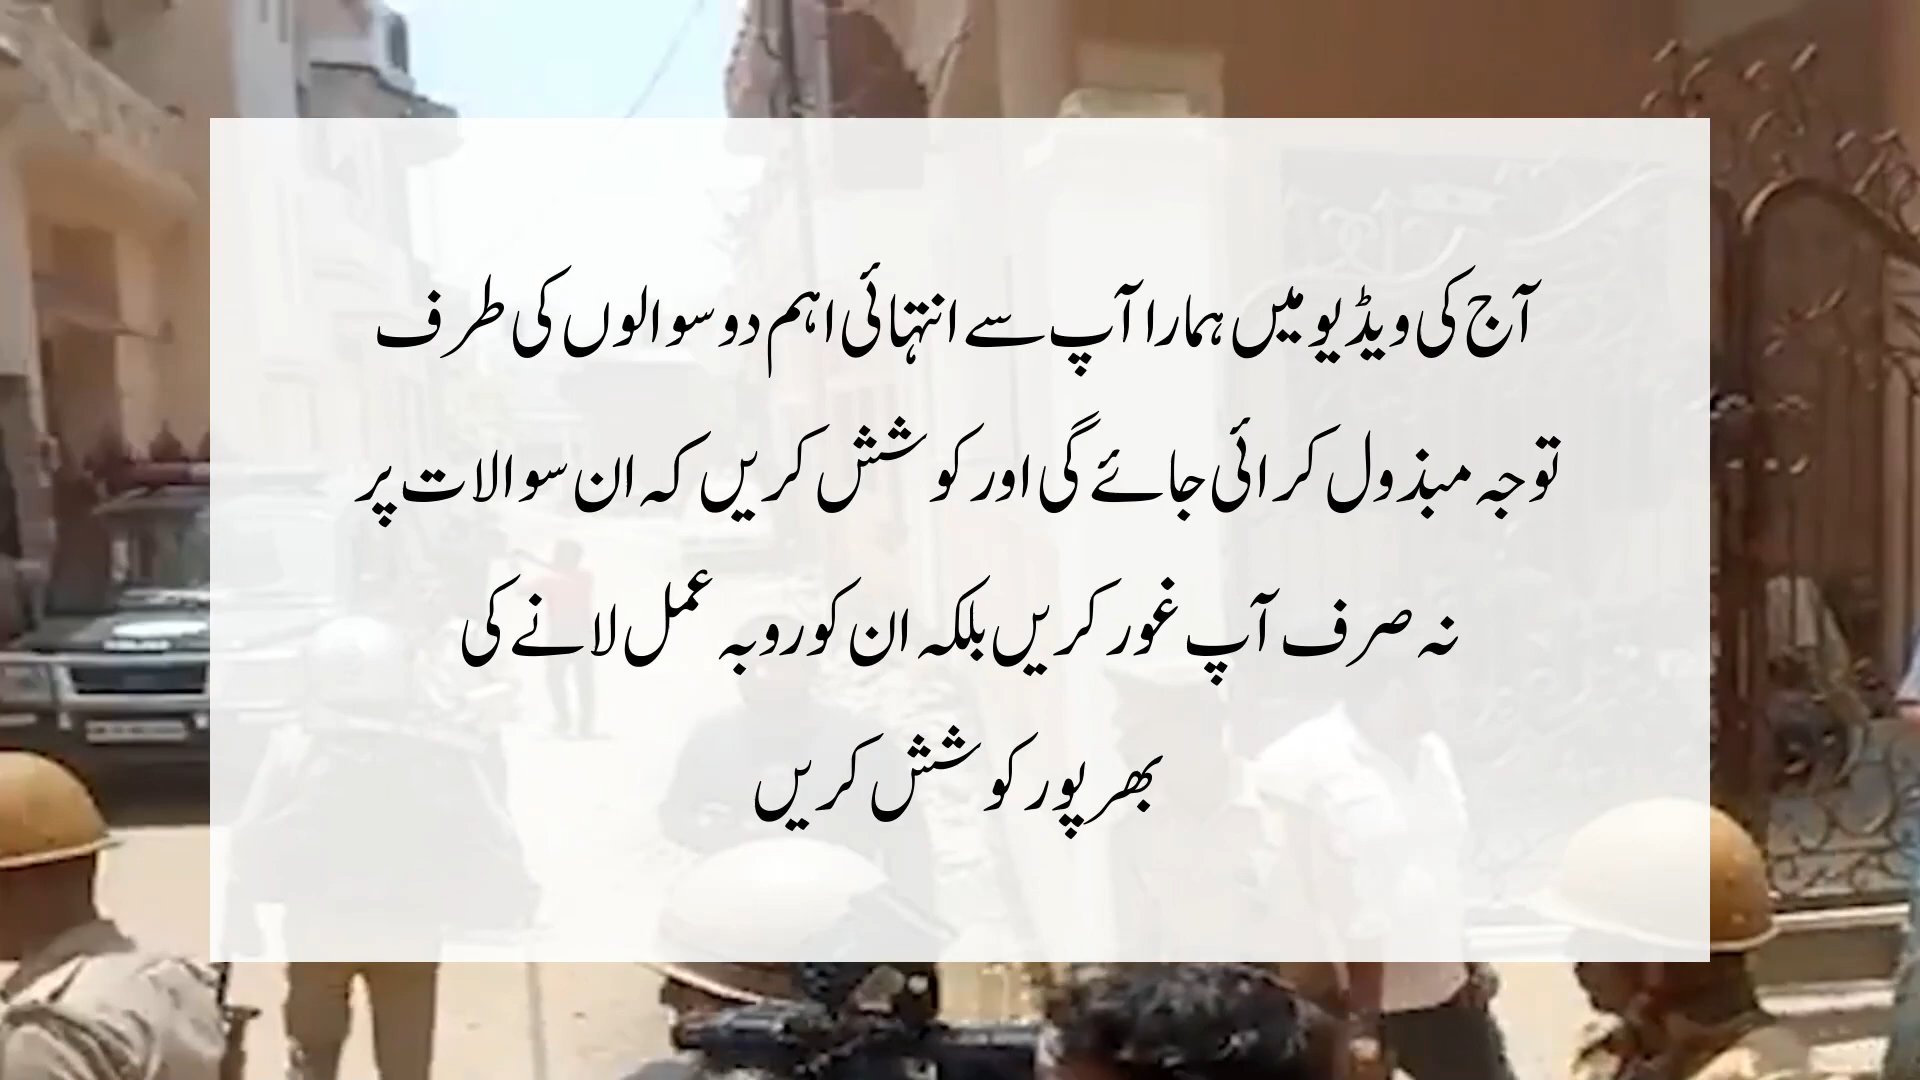 آج کی ویڈیو میں ہمارا آپ سے انتہائی اہم دو سوالوں کی طرف
توجہ مبذول کرائی جائے گی اور کوشش کریں کہ ان سوالات پر
نہ صرف آپ غور کریں بلکہ ان کو روبہ عمل لانے کی
بھر پور کوشش کریں